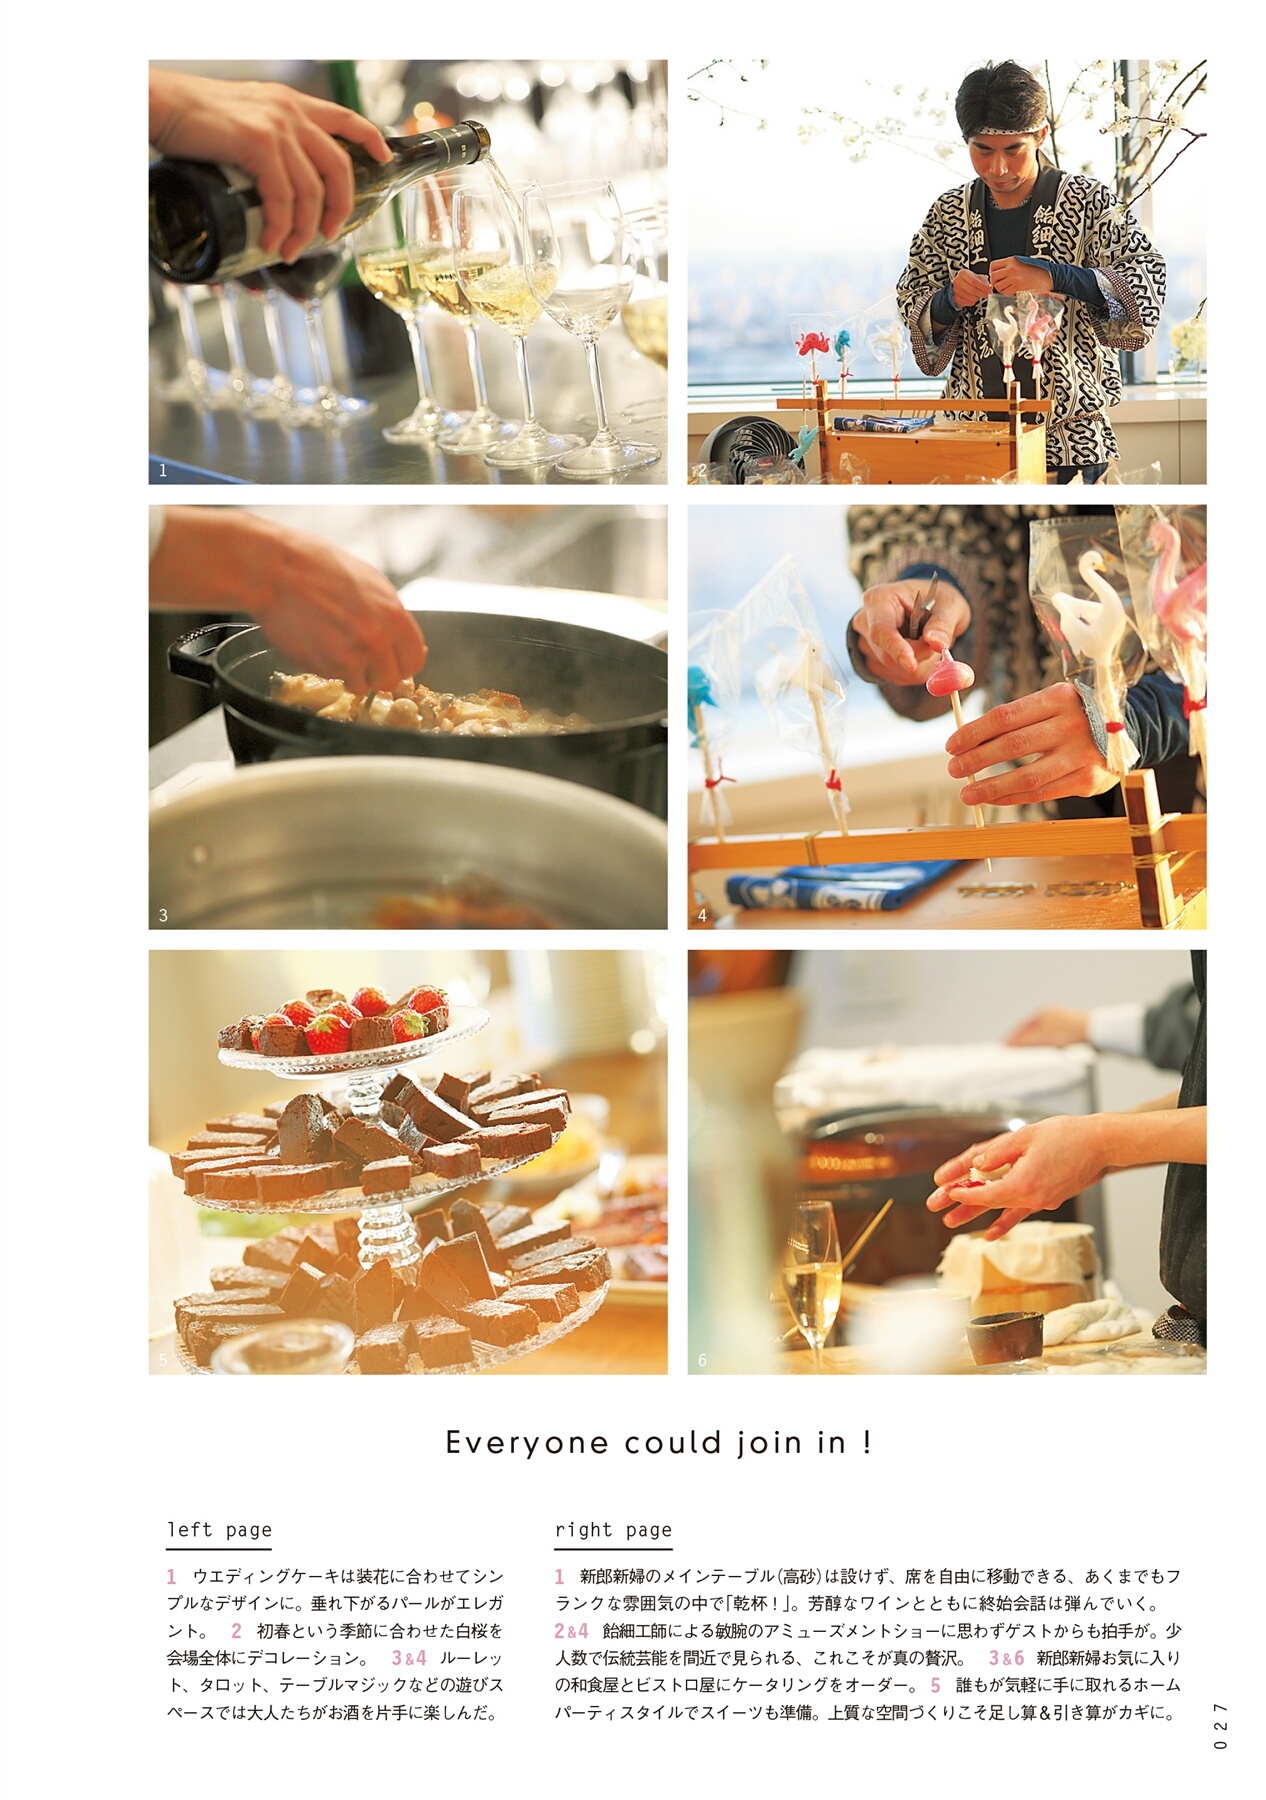 飴細工
飴細工
1
2
3
4
5
6
Everyone could join in !
left page
1 ウエディングケーキは装花に合わせてシン
プルなデザインに。垂れ下がるパールがエレガ
ント。 2 初春という季節に合わせた白桜を
会場全体にデコレーション。 3&4 ルーレッ
ト、タロット、テーブルマジックなどの遊びス
ペースでは大人たちがお酒を片手に楽しんだ。
right page
1 新郎新婦のメインテーブル(高砂)は設けず、席を自由に移動できる、あくまでもフ
ランクな雰囲気の中で「乾杯！」。芳醇なワインとともに終始会話は弾んでいく。
2&4 飴細工師による敏腕のアミューズメントショーに思わずゲストからも拍手が。少
人数で伝統芸能を間近で見られる、これこそが真の贅沢。 3&6 新郎新婦お気に入り
の和食屋とビストロ屋にケータリングをオーダー。 5 誰もが気軽に手に取れるホーム
パーティスタイルでスイーツも準備。上質な空間づくりこそ足し算＆引き算がカギに。
027